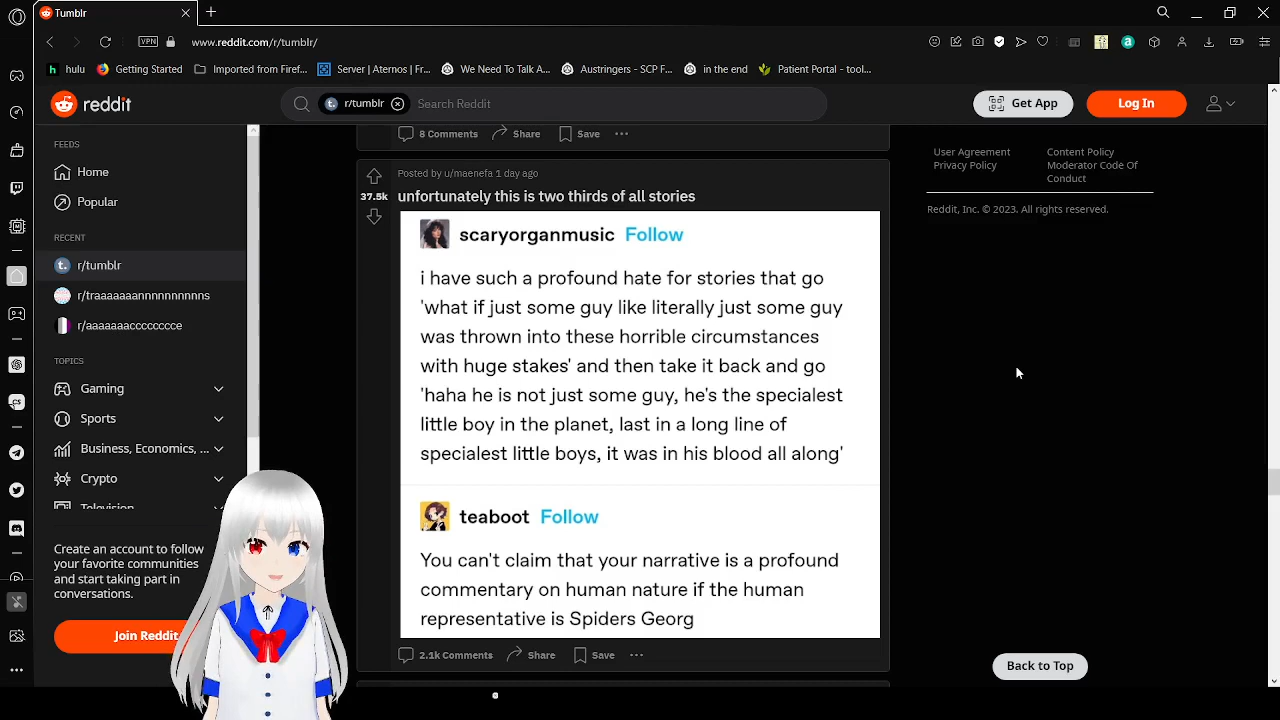 Tumblr
VPN
www.reddit.com/r/tumblr/
hulu
Getting Started
Imported from Firef...
Server | Aternos | Fr...
We Need To Talk A...
Austringers - SCP F...
in the end
Patient Portal - tool...
reddit
r/tumblr
Search Reddit
Get App
Log In
FEEDS
Home
Popular
RECENT
r/tumblr
r/traaaaaaannnnnnnnns
r/aaaaaaacccccccce
TOPICS
Gaming
Sports
Business, Economics, ...
Crypto
Television
Create an account to follow
your favorite communities
and start taking part in
conversations.
Join Reddit
8 Comments
Share
Save
Posted by u/maenefa 1 day ago
37.5k
unfortunately this is two thirds of all stories
scaryorganmusic Follow
i have such a profound hate for stories that go
'what if just some guy like literally just some guy
was thrown into these horrible circumstances
with huge stakes' and then take it back and go
'haha he is not just some guy, he's the specialest
little boy in the planet, last in a long line of
specialest little boys, it was in his blood all along'
teaboot Follow
You can't claim that your narrative is a profound
commentary on human nature if the human
representative is Spiders Georg
2.1k Comments
Share
Save
User Agreement
Privacy Policy
Content Policy
Moderator Code Of
Conduct
Reddit, Inc. © 2023. All rights reserved.
Back to Top